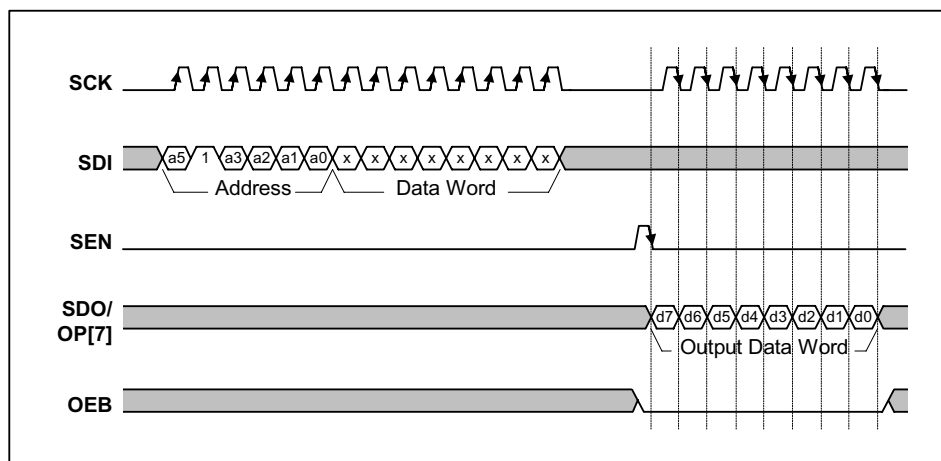 SCK
SDI
a5 1 a3 a2 a1 a0 x x x x x x x x
Address Data Word
SEN
SDO/
OP[7]
d7 d6 d5 d4 d3 d2 d1 d0
Output Data Word
OEB